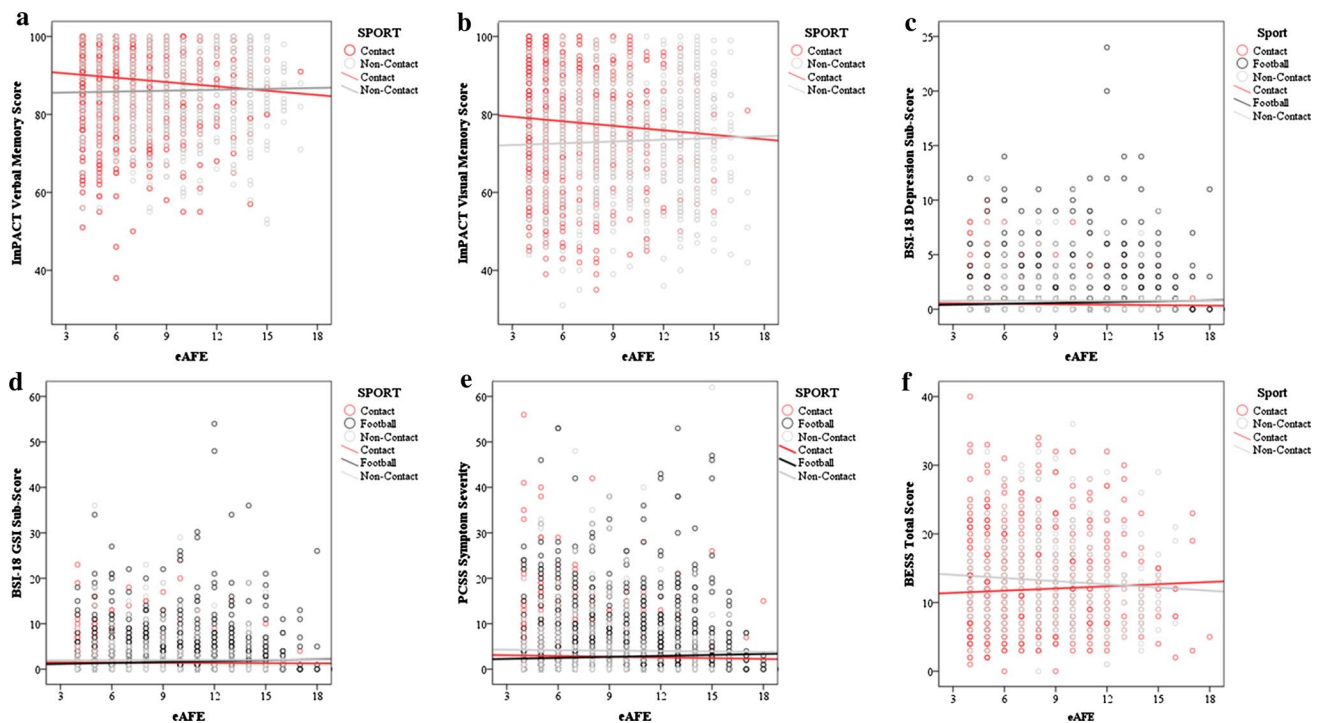 a
ImPACT Verbal Memory Score
100
80
60
40
3 6 9 12 15 18
eAFE
SPORT
Contact
Non-Contact
Contact
Non-Contact
b
ImPACT Visual Memory Score
100
80
60
40
3 6 9 12 15 18
eAFE
SPORT
Contact
Non-Contact
Contact
Non-Contact
c
BSI-18 Depression Sub-Score
25
20
15
10
5
0
3 6 9 12 15 18
eAFE
Sport
Contact
Football
Non-Contact
Contact
Football
Non-Contact
d
BSI-18 GSI Sub-Score
60
50
40
30
20
10
0
3 6 9 12 15 18
eAFE
SPORT
Contact
Football
Non-Contact
Contact
Football
Non-Contact
e
PCSS Symptom Severity
60
50
40
30
20
10
0
3 6 9 12 15 18
eAFE
SPORT
Contact
Football
Non-Contact
Contact
Football
Non-Contact
f
BESS Total Score
40
30
20
10
0
3 6 9 12 15 18
eAFE
Sport
Contact
Non-Contact
Contact
Non-Contact